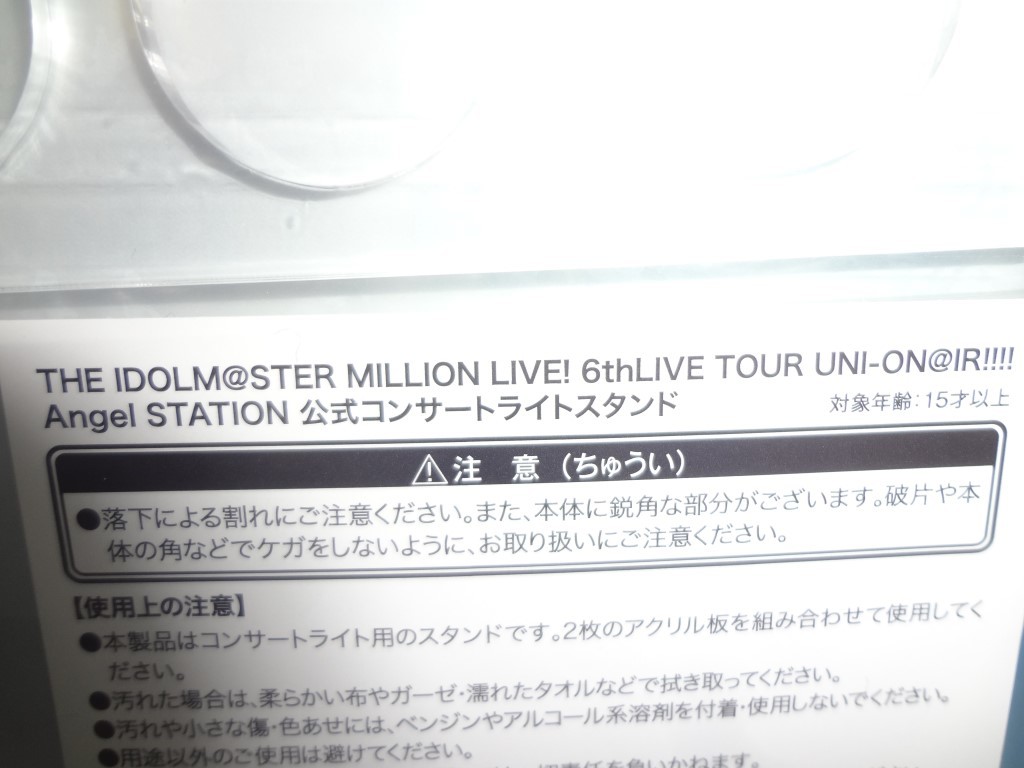 THE IDOLM@STER MILLION LIVE! 6thLIVE TOUR UNI-ON@IR!!!!
Angel STATION 公式コンサートライトスタンド
対象年齢:15才以上
⚠注 意(ちゅうい)
●落下による割れにご注意ください。また、本体に鋭角な部分がございます。破片や本
体の角などでケガをしないように、お取り扱いにご注意ください。
【使用上の注意】
●本製品はコンサートライト用のスタンドです。2枚のアクリル板を組み合わせて使用してく
ださい。
●汚れた場合は、柔らかい布やガーゼ・濡れたタオルなどで拭き取ってください。
●汚れや小さな傷・色あせには、ベンジンやアルコール系溶剤を付着・使用しないでください。
●用途以外のご使用は避けてください。
切責任を負いかねます。